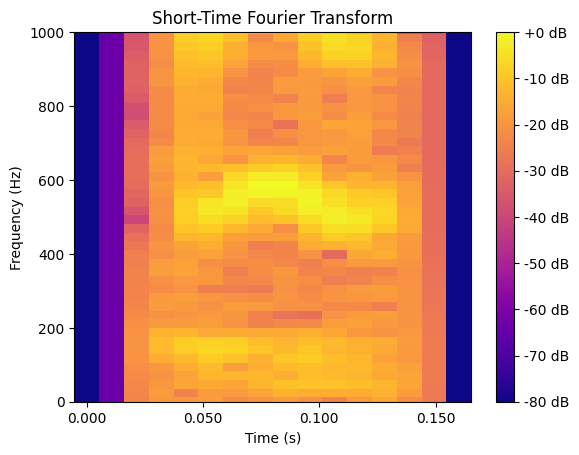 Short-Time Fourier Transform
1000
800
600
400
200
0
Frequency (Hz)
0.000
0.050
0.100
0.150
Time (s)
+0 dB
-10 dB
-20 dB
-30 dB
-40 dB
-50 dB
-60 dB
-70 dB
-80 dB